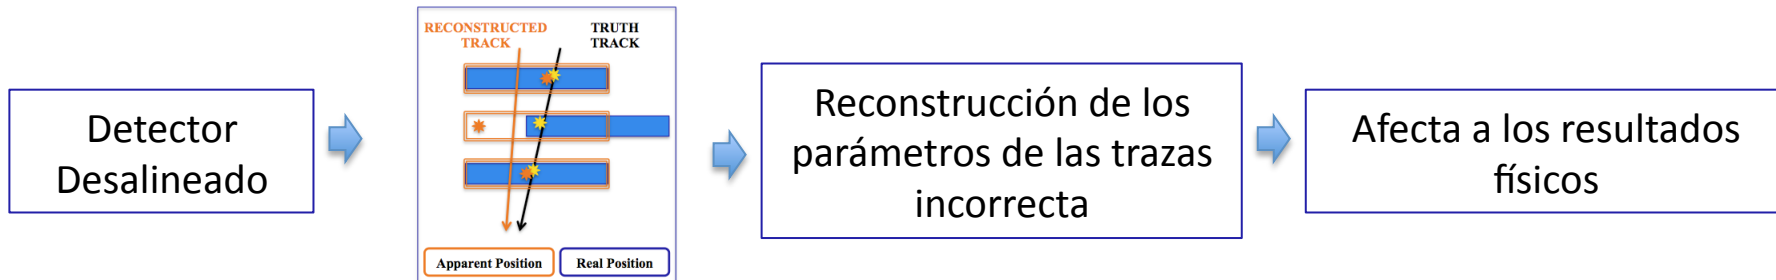 Detector
Desalineado
RECONSTRUCTED
TRACK
TRUTH
TRACK
Apparent Position
Real Position
Reconstrucción de los
parámetros de las trazas
incorrecta
Afecta a los resultados
físicos